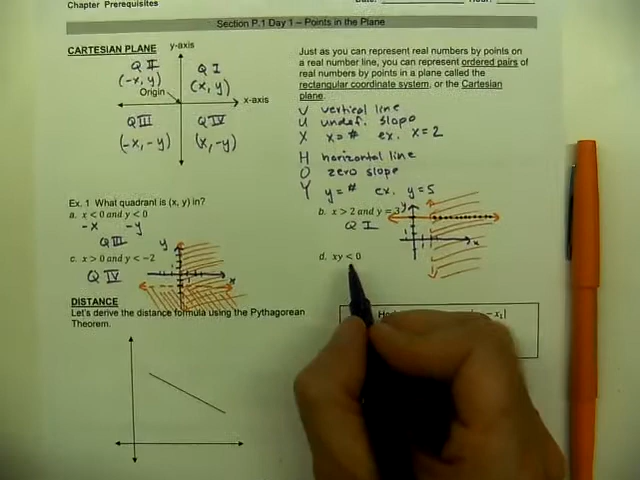 Chapter Prerequisites
Section P.1 Day 1 – Points in the Plane
CARTESIAN PLANE
y-axis
Q II
(-x, y)
Q I
(x, y)
Origin
x-axis
Q III
(-x, -y)
Q IV
(x, -y)
Just as you can represent real numbers by points on
a real number line, you can represent ordered pairs of
real numbers by points in a plane called the
rectangular coordinate system, or the Cartesian
plane.
V vertical line
U undef. slope
X x = # ex. x = 2
H horizontal line
O zero slope
Y y = # ex. y = 5
Ex. 1 What quadrant is (x, y) in?
a. x < 0 and y < 0
-x -y
Q III
b. x > 2 and y = 3
Q I
y
x
c. x > 0 and y < -2
Q IV
y
x
d. xy < 0
DISTANCE
Let's derive the distance formula using the Pythagorean
Theorem.